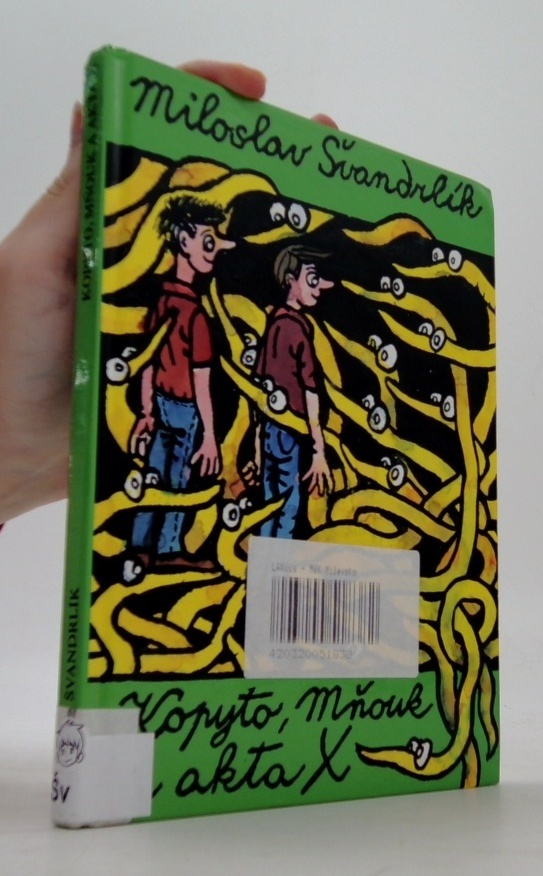 Miloslav Švandrlík
KOPYTO, MŇOUK A AKTA
ŠVANDRLÍK
Kopyto, Mňouk
akta X
Šv